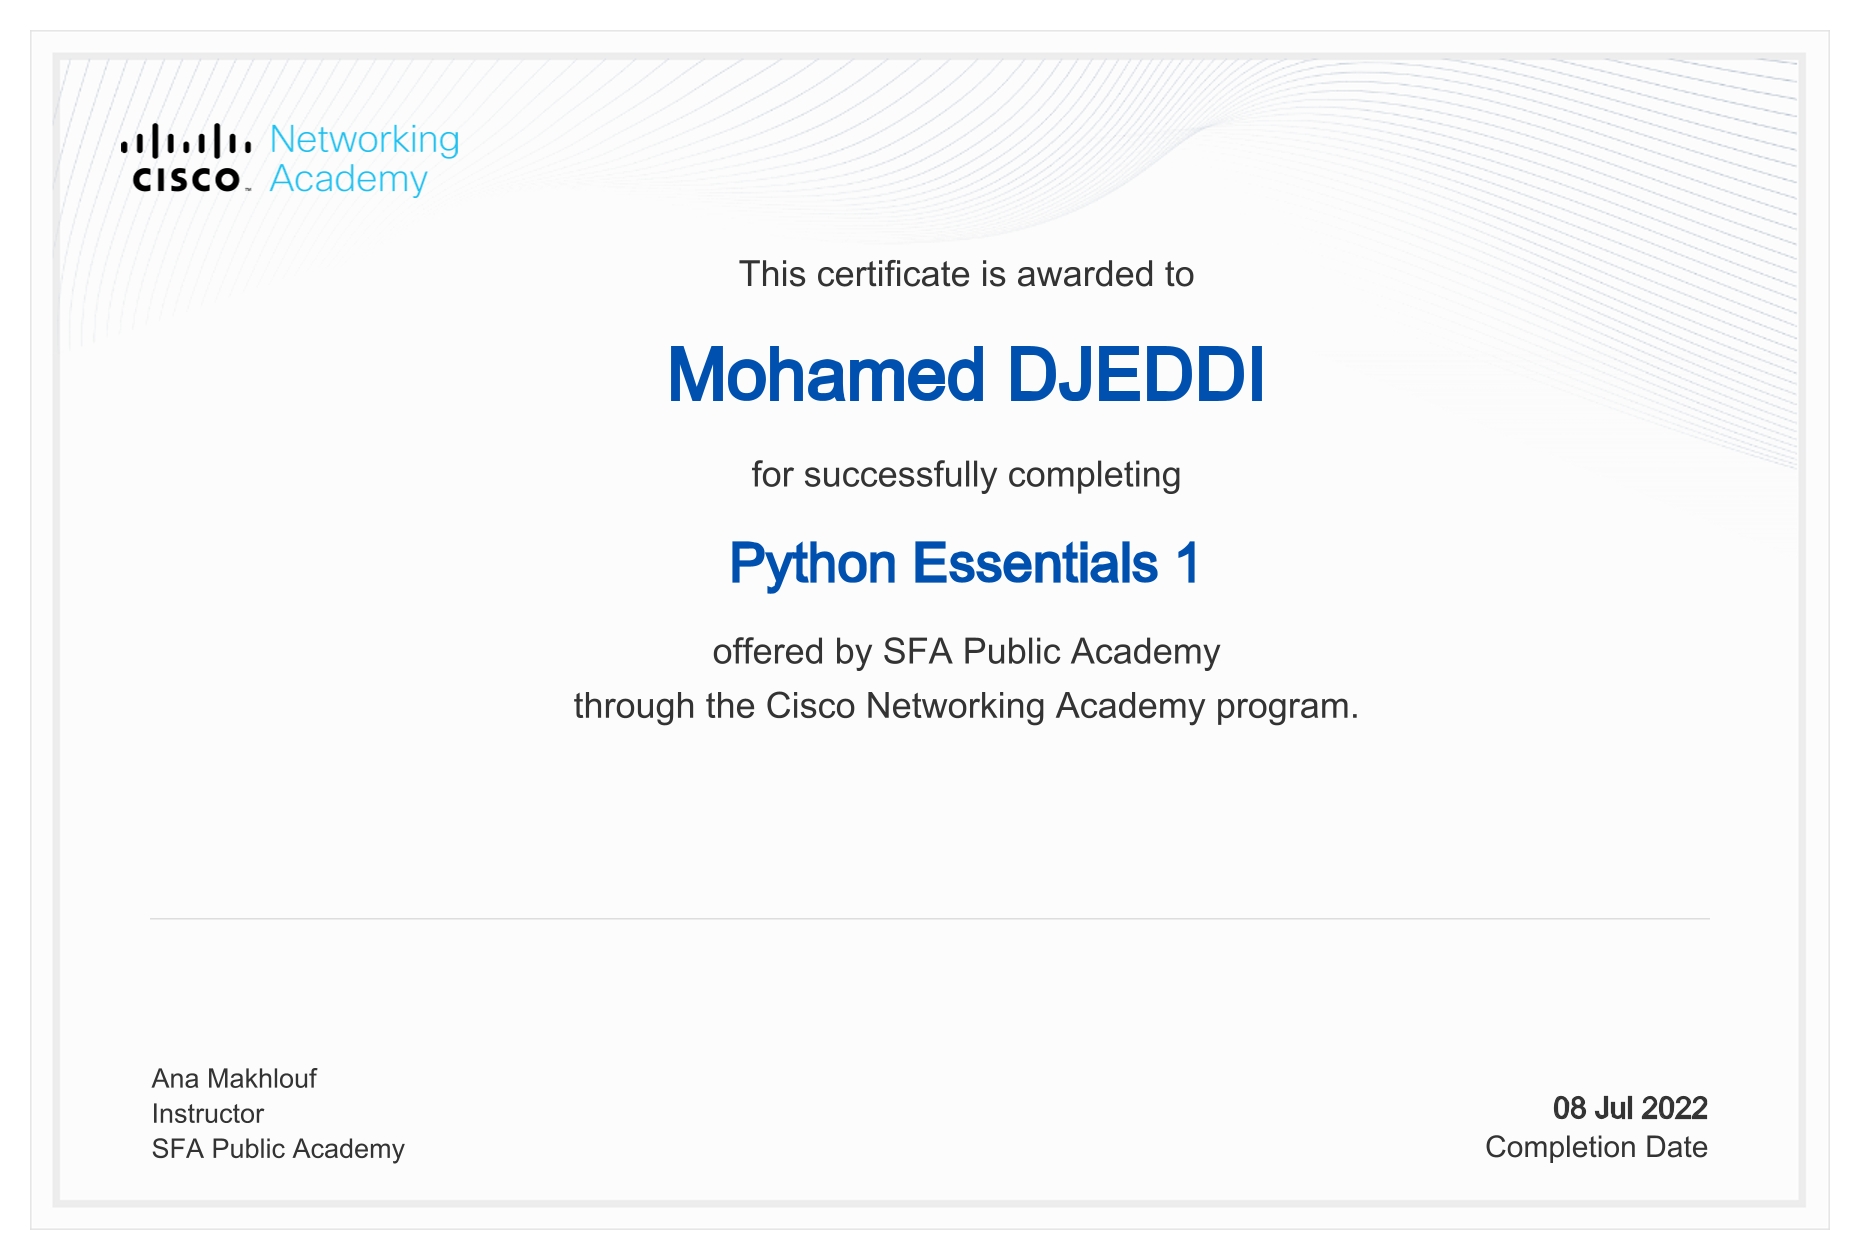 Networking
CISCO™ Academy
This certificate is awarded to
Mohamed DJEDDI
for successfully completing
Python Essentials 1
offered by SFA Public Academy
through the Cisco Networking Academy program.
Ana Makhlouf
Instructor
SFA Public Academy
08 Jul 2022
Completion Date